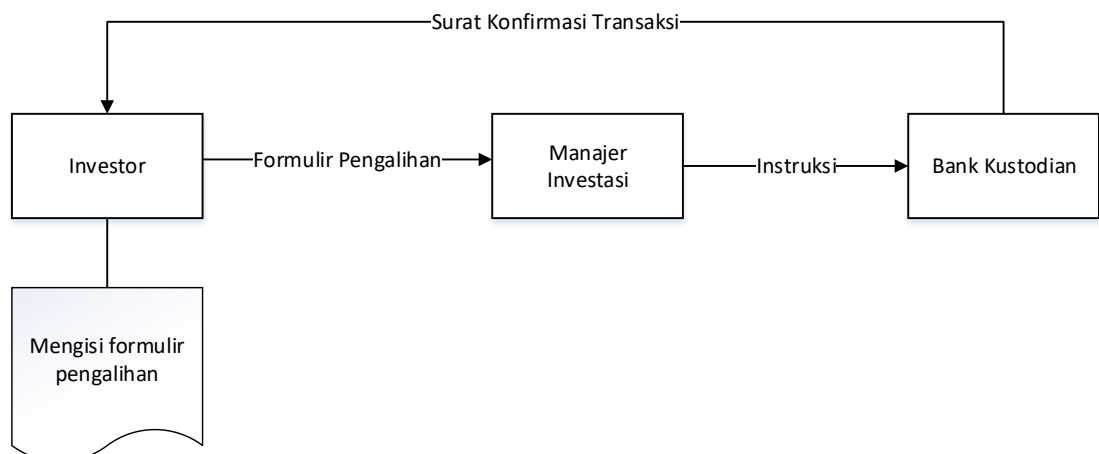 Surat Konfirmasi Transaksi
Investor
Formulir Pengalihan
Manajer
Investasi
Instruksi
Bank Kustodian
Mengisi formulir
pengalihan